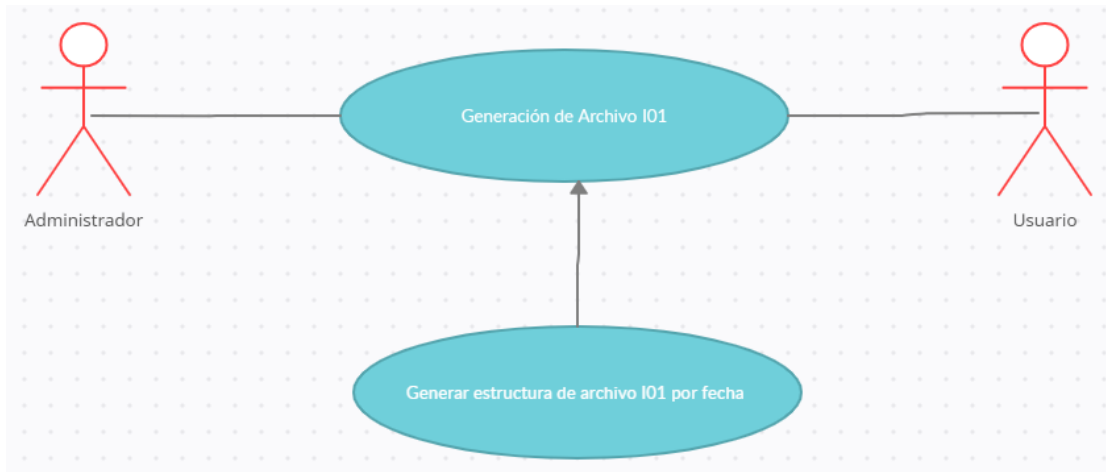 Generación de Archivo I01
Administrador
Usuario
Generar estructura de archivo I01 por fecha